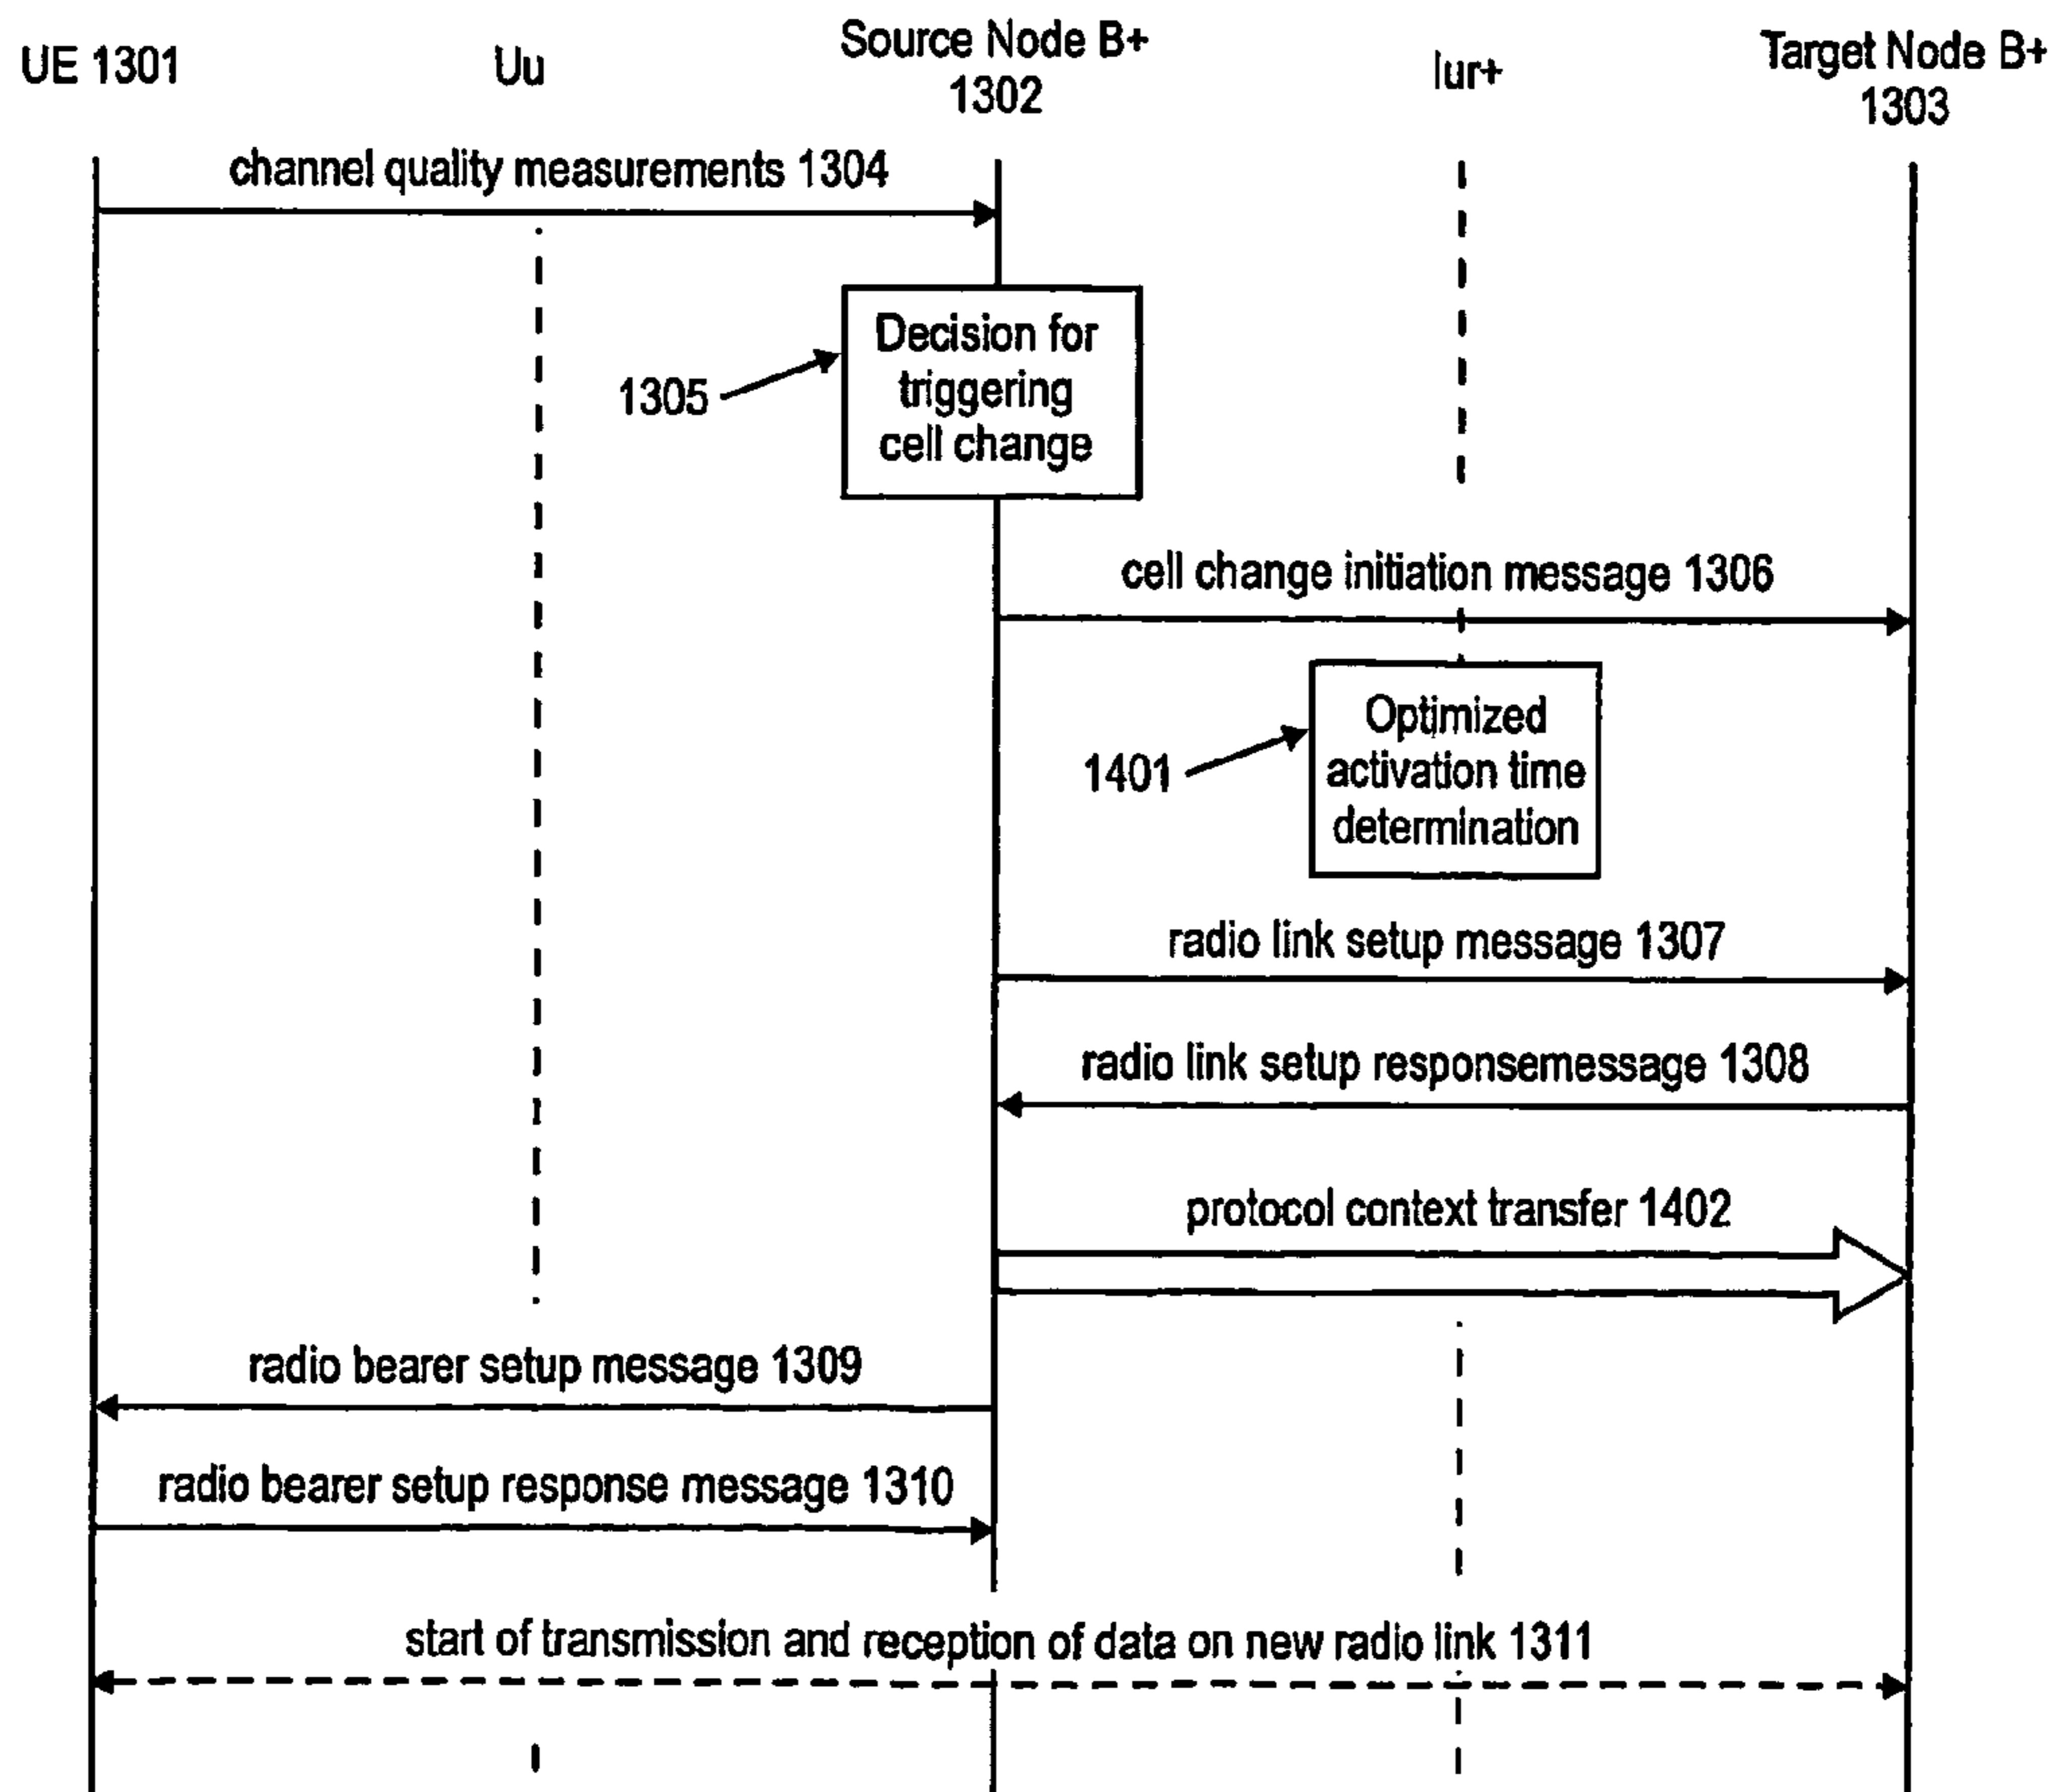 UE 1301
Uu
Source Node B+
1302
Iur+
Target Node B+
1303
channel quality measurements 1304
Decision for
triggering
cell change
1305
cell change initiation message 1306
Optimized
activation time
determination
1401
radio link setup message 1307
radio link setup responsemessage 1308
protocol context transfer 1402
radio bearer setup message 1309
radio bearer setup response message 1310
start of transmission and reception of data on new radio link 1311